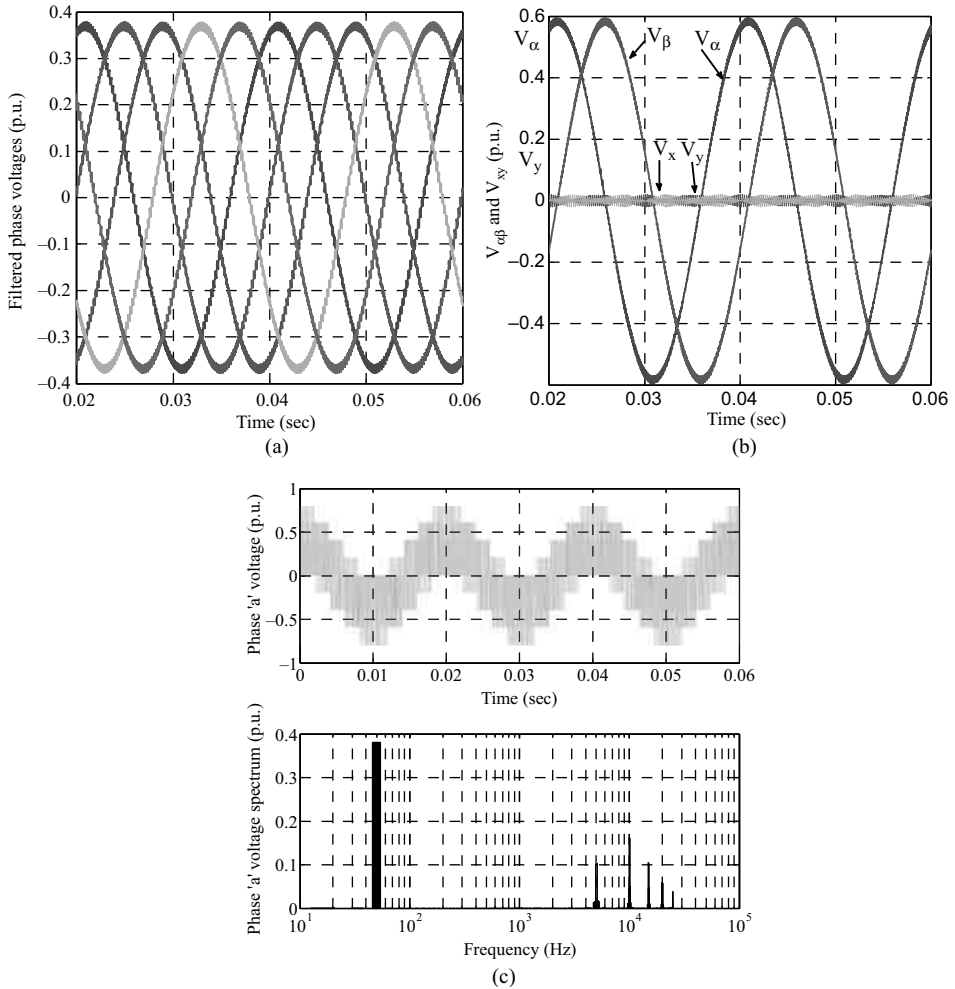 0.4
0.3
0.2
0.1
0
–0.1
–0.2
–0.3
–0.4
Filtered phase voltages (p.u.)
0.02 0.03 0.04 0.05 0.06
Time (sec)
(a)
0.6
Vα
0.4
0.2
Vy
0
–0.2
–0.4
Vαβ and Vxy (p.u.)
Vβ Vα
Vx Vy
0.02 0.03 0.04 0.05 0.06
Time (sec)
(b)
1
0.5
0
–0.5
–1
Phase 'a' voltage (p.u.)
0 0.01 0.02 0.03 0.04 0.05 0.06
Time (sec)
0.4
0.3
0.2
0.1
0
Phase 'a' voltage spectrum (p.u.)
10^1 10^2 10^3 10^4 10^5
Frequency (Hz)
(c)